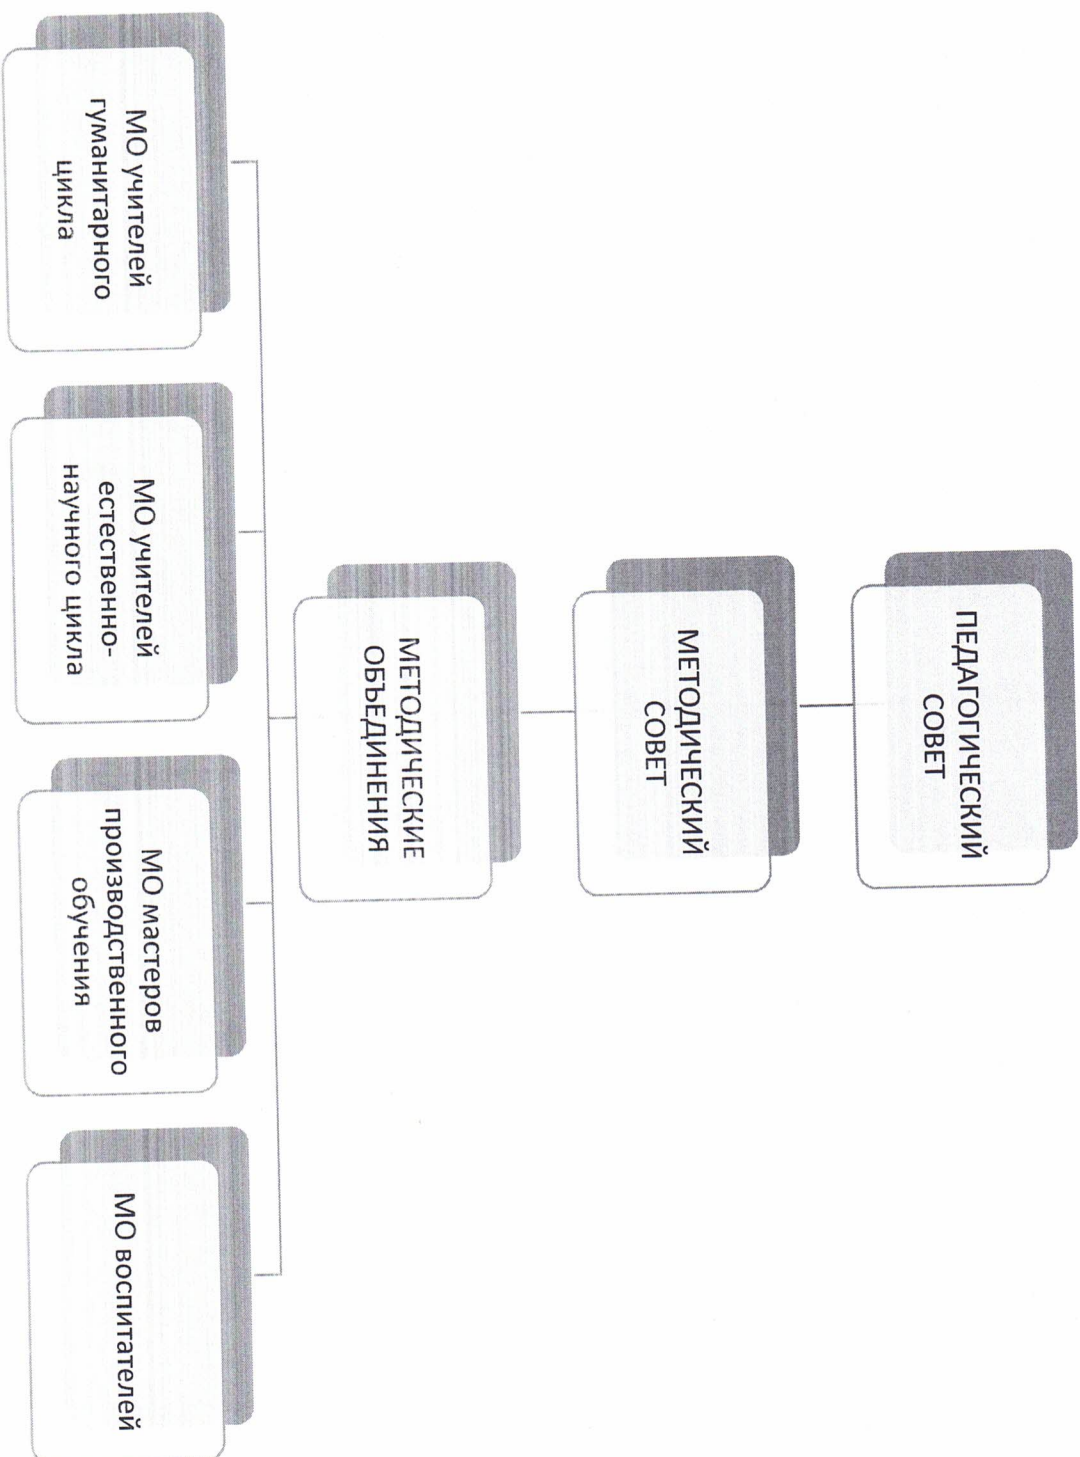 ПЕДАГОГИЧЕСКИЙ
СОВЕТ
МЕТОДИЧЕСКИЙ
СОВЕТ
МЕТОДИЧЕСКИЕ
ОБЪЕДИНЕНИЯ
МО учителей
гуманитарного
цикла
МО учителей
естественно-
научного цикла
МО мастеров
производственного
обучения
МО воспитателей